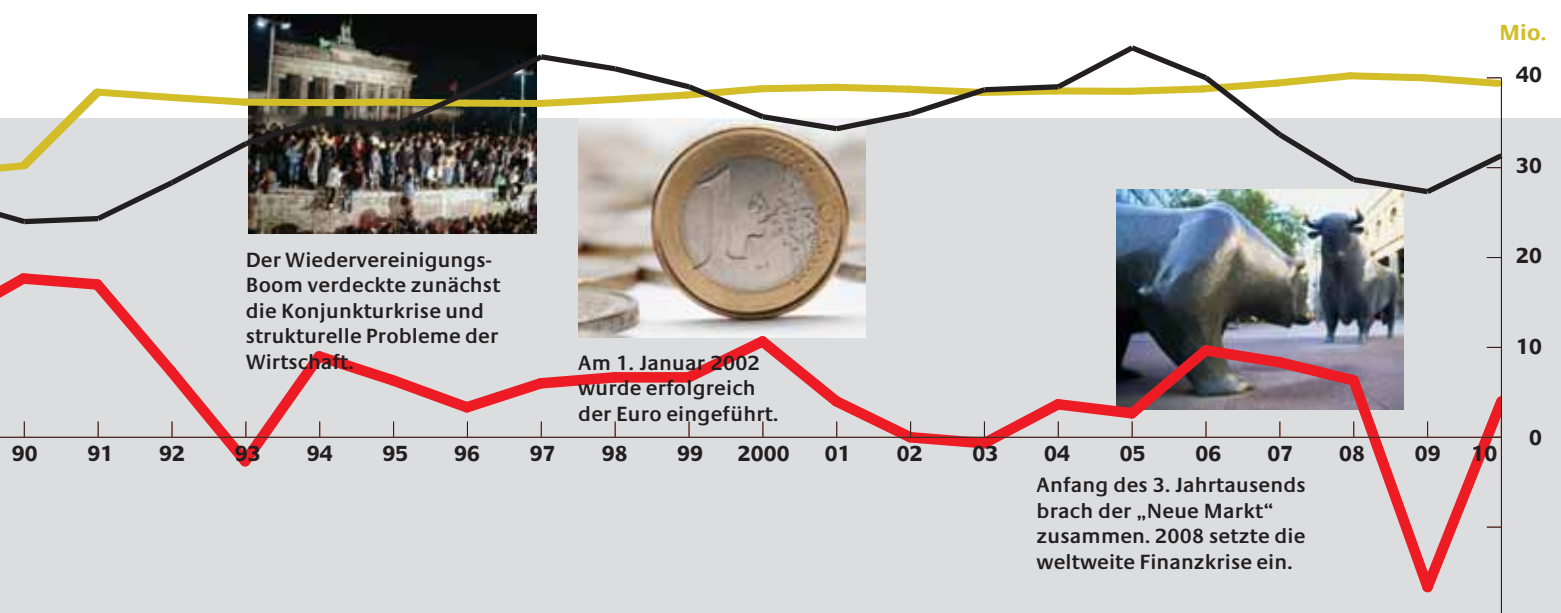 Mio.
40
30
20
10
0
Der Wiedervereinigungs-
Boom verdeckte zunächst
die Konjunkturkrise und
strukturelle Probleme der
Wirtschaft.
Am 1. Januar 2002
wurde erfolgreich
der Euro eingeführt.
1
90 91 92 93 94 95 96 97 98 99 2000 01 02 03 04 05 06 07 08 09 10
Anfang des 3. Jahrtausends
brach der „Neue Markt“
zusammen. 2008 setzte die
weltweite Finanzkrise ein.